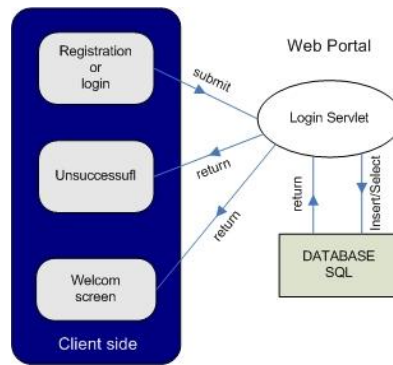 Registration
or
login
submit
Web Portal
Login Servlet
Unsuccessufl
return
return
return
Insert/Select
Welcom
screen
DATABASE
SQL
Client side